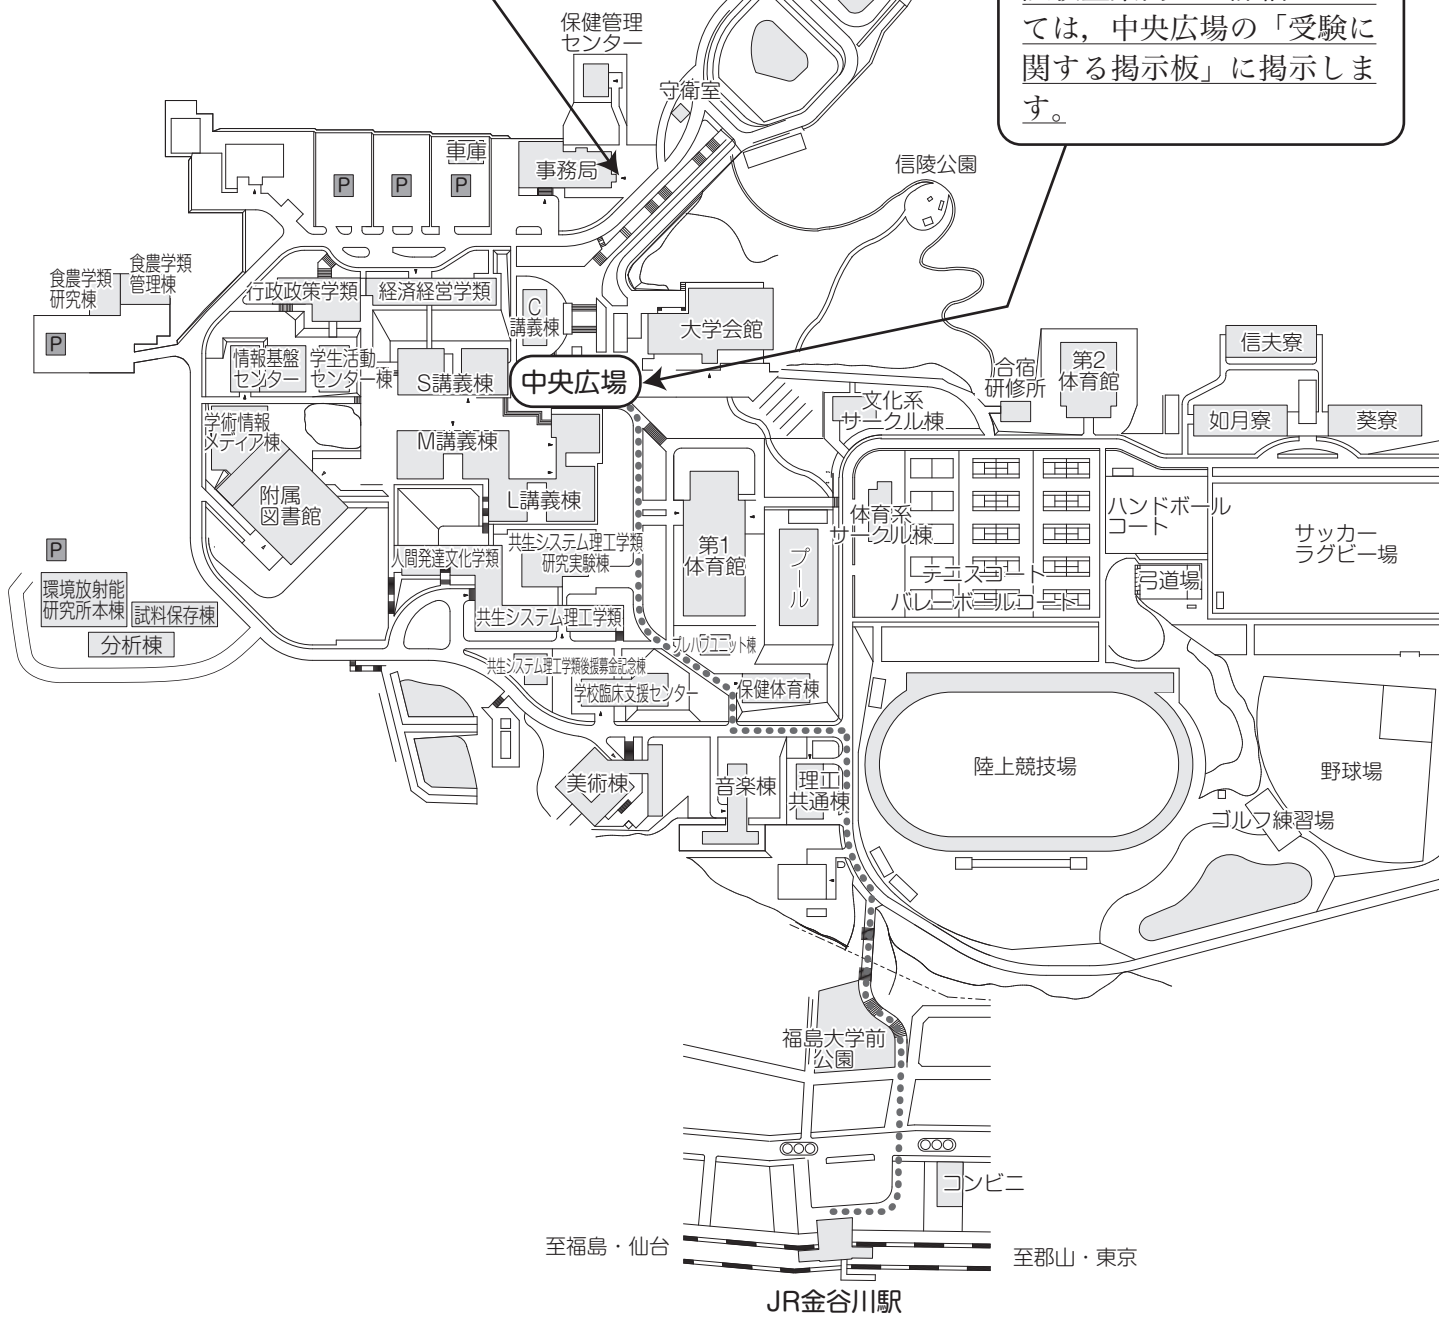 ては，中央広場の「受験に
関する掲示板」に掲示しま
す。
保健管理
センター
守衛室
車庫
事務局
P
P
P
信陵公園
食農学類
研究棟
食農学類
管理棟
P
行政政策学類
経済経営学類
C
講義棟
大学会館
情報基盤
センター
学生活動
センター棟
S講義棟
中央広場
合宿
研修所
第2
体育館
信夫寮
如月寮
葵寮
文化系
サークル棟
学術情報
メディア棟
M講義棟
附属
図書館
L講義棟
体育系
サークル棟
ハンドボール
コート
サッカー
ラグビー場
P
人間発達文化学類
共生システム理工学類
研究実験棟
第1
体育館
プール
テニスコート
バレーボールコート
弓道場
環境放射能
研究所本棟
試料保存棟
分析棟
共生システム理工学類
プレハブユニット棟
共生システム理工学類後援募金記念棟
学校臨床支援センター
保健体育棟
美術棟
音楽棟
理工
共通棟
陸上競技場
野球場
ゴルフ練習場
福島大学前
公園
コンビニ
至福島・仙台
至郡山・東京
JR金谷川駅